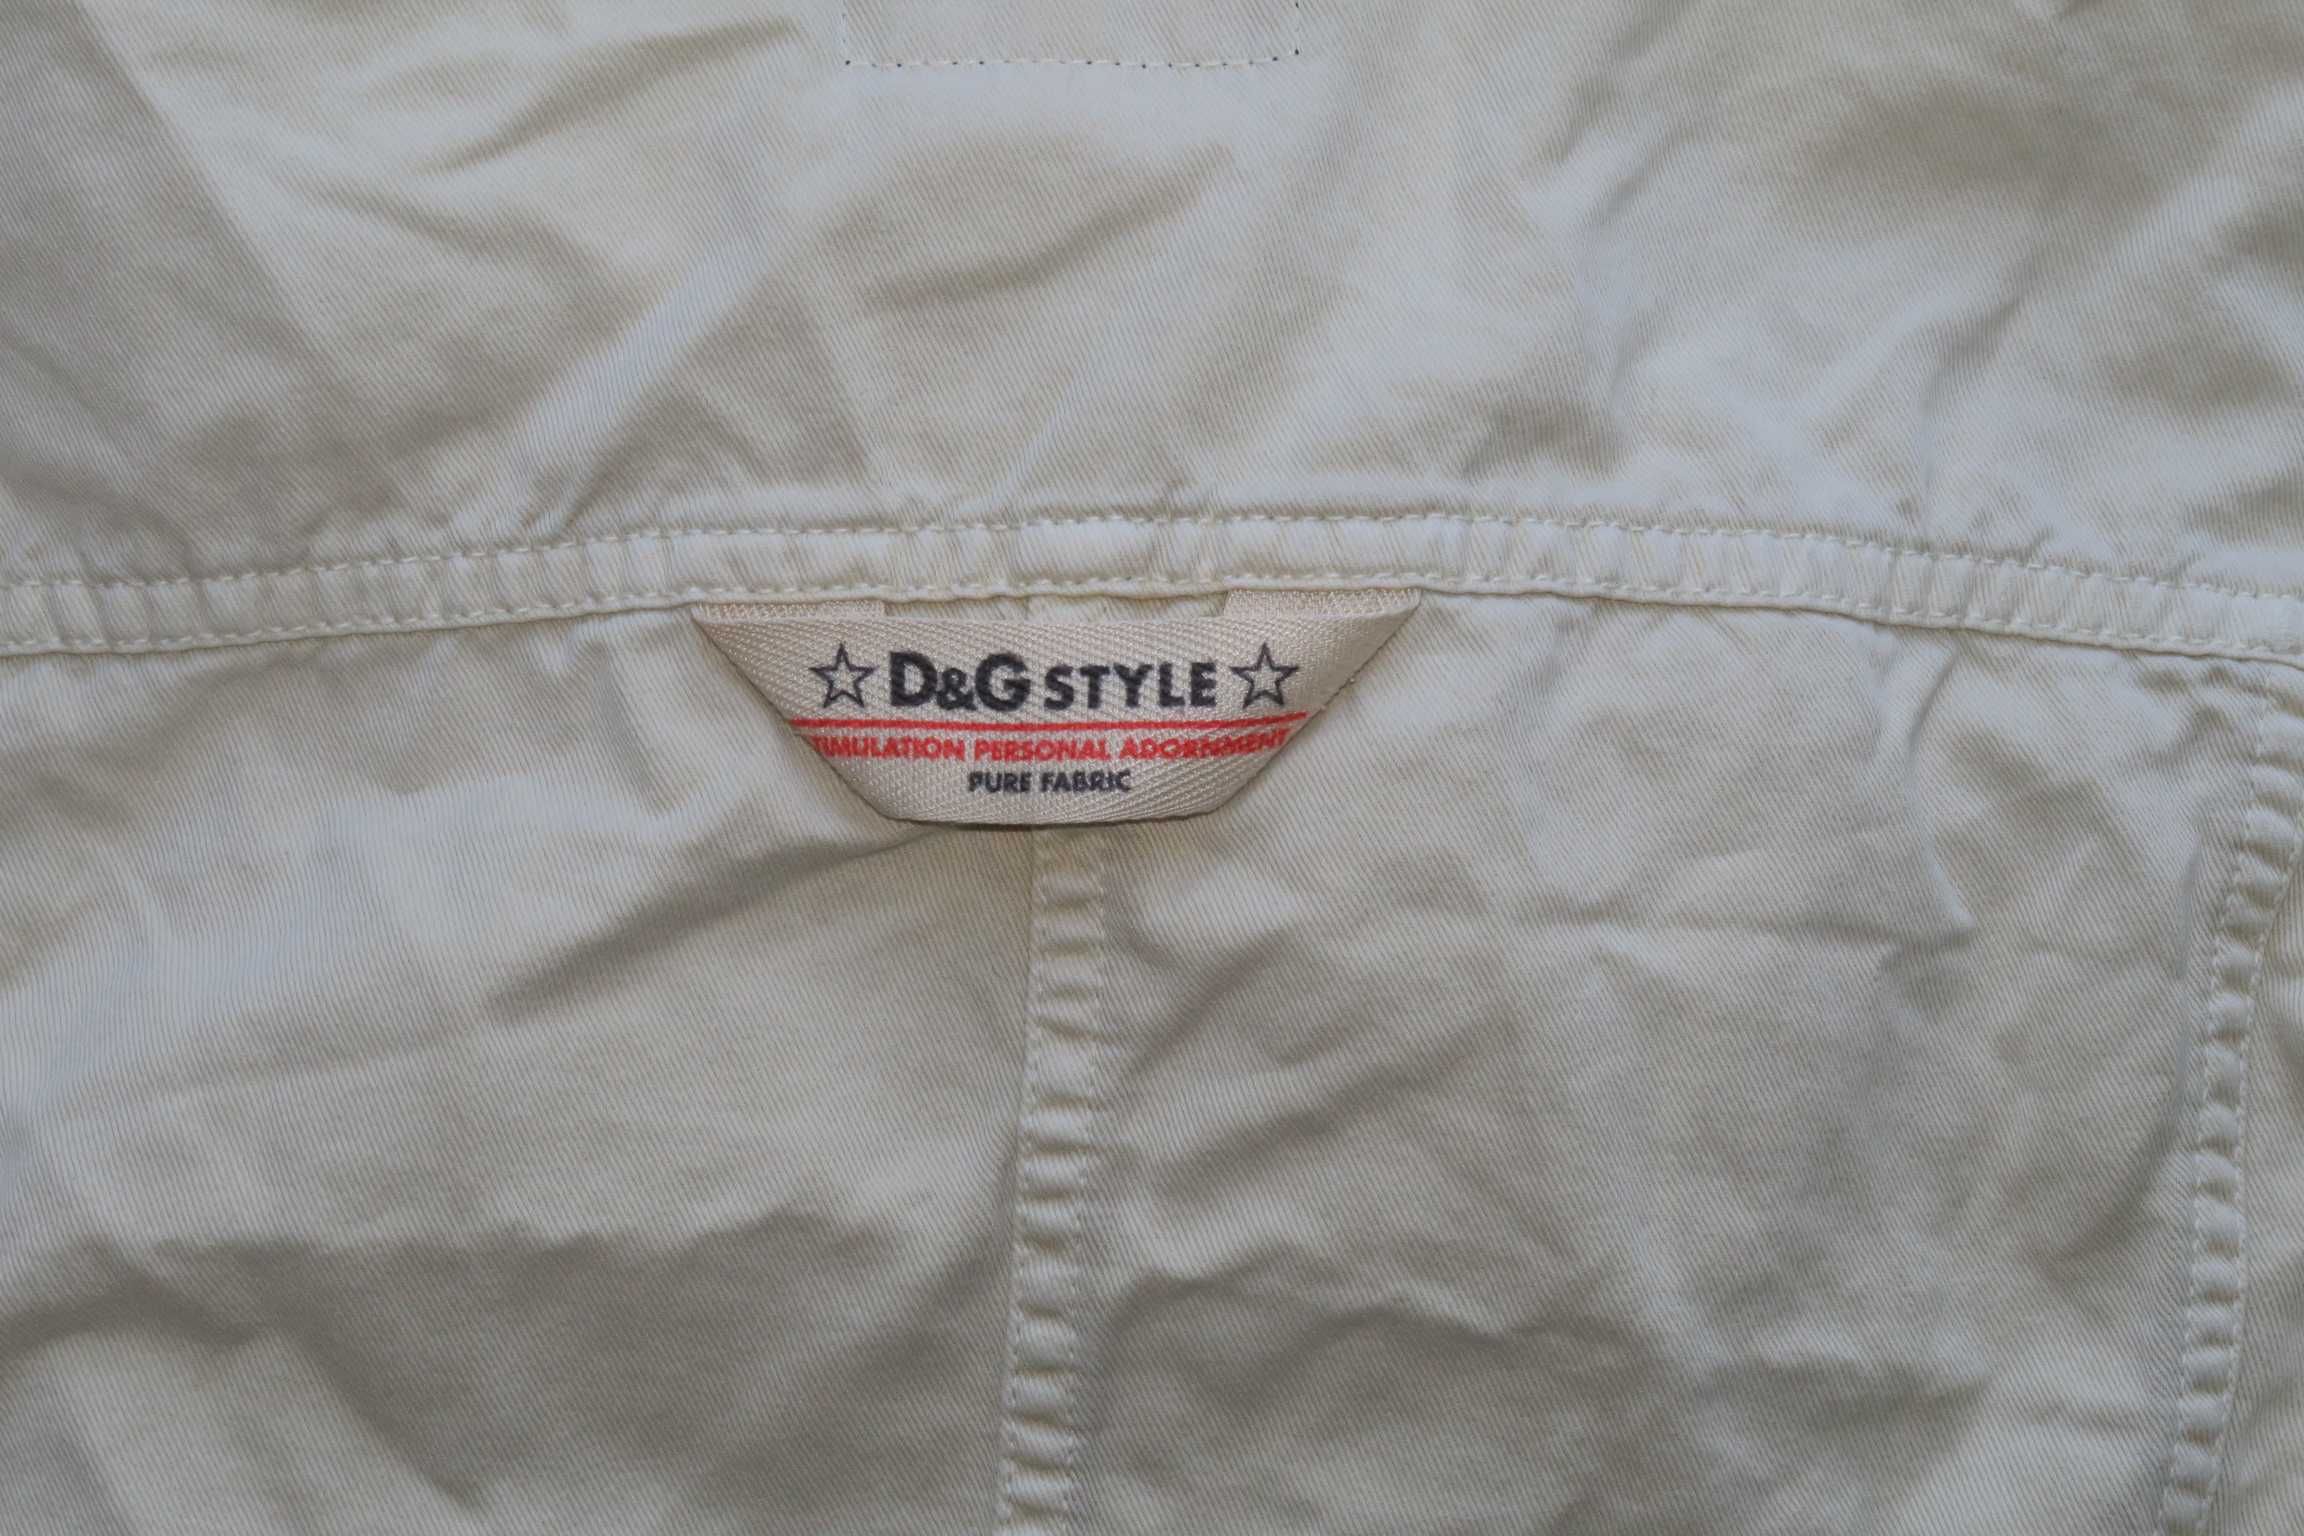 ☆ D&G STYLE ☆
TIMULATION PERSONAL ADORNMENT
PURE FABRIC